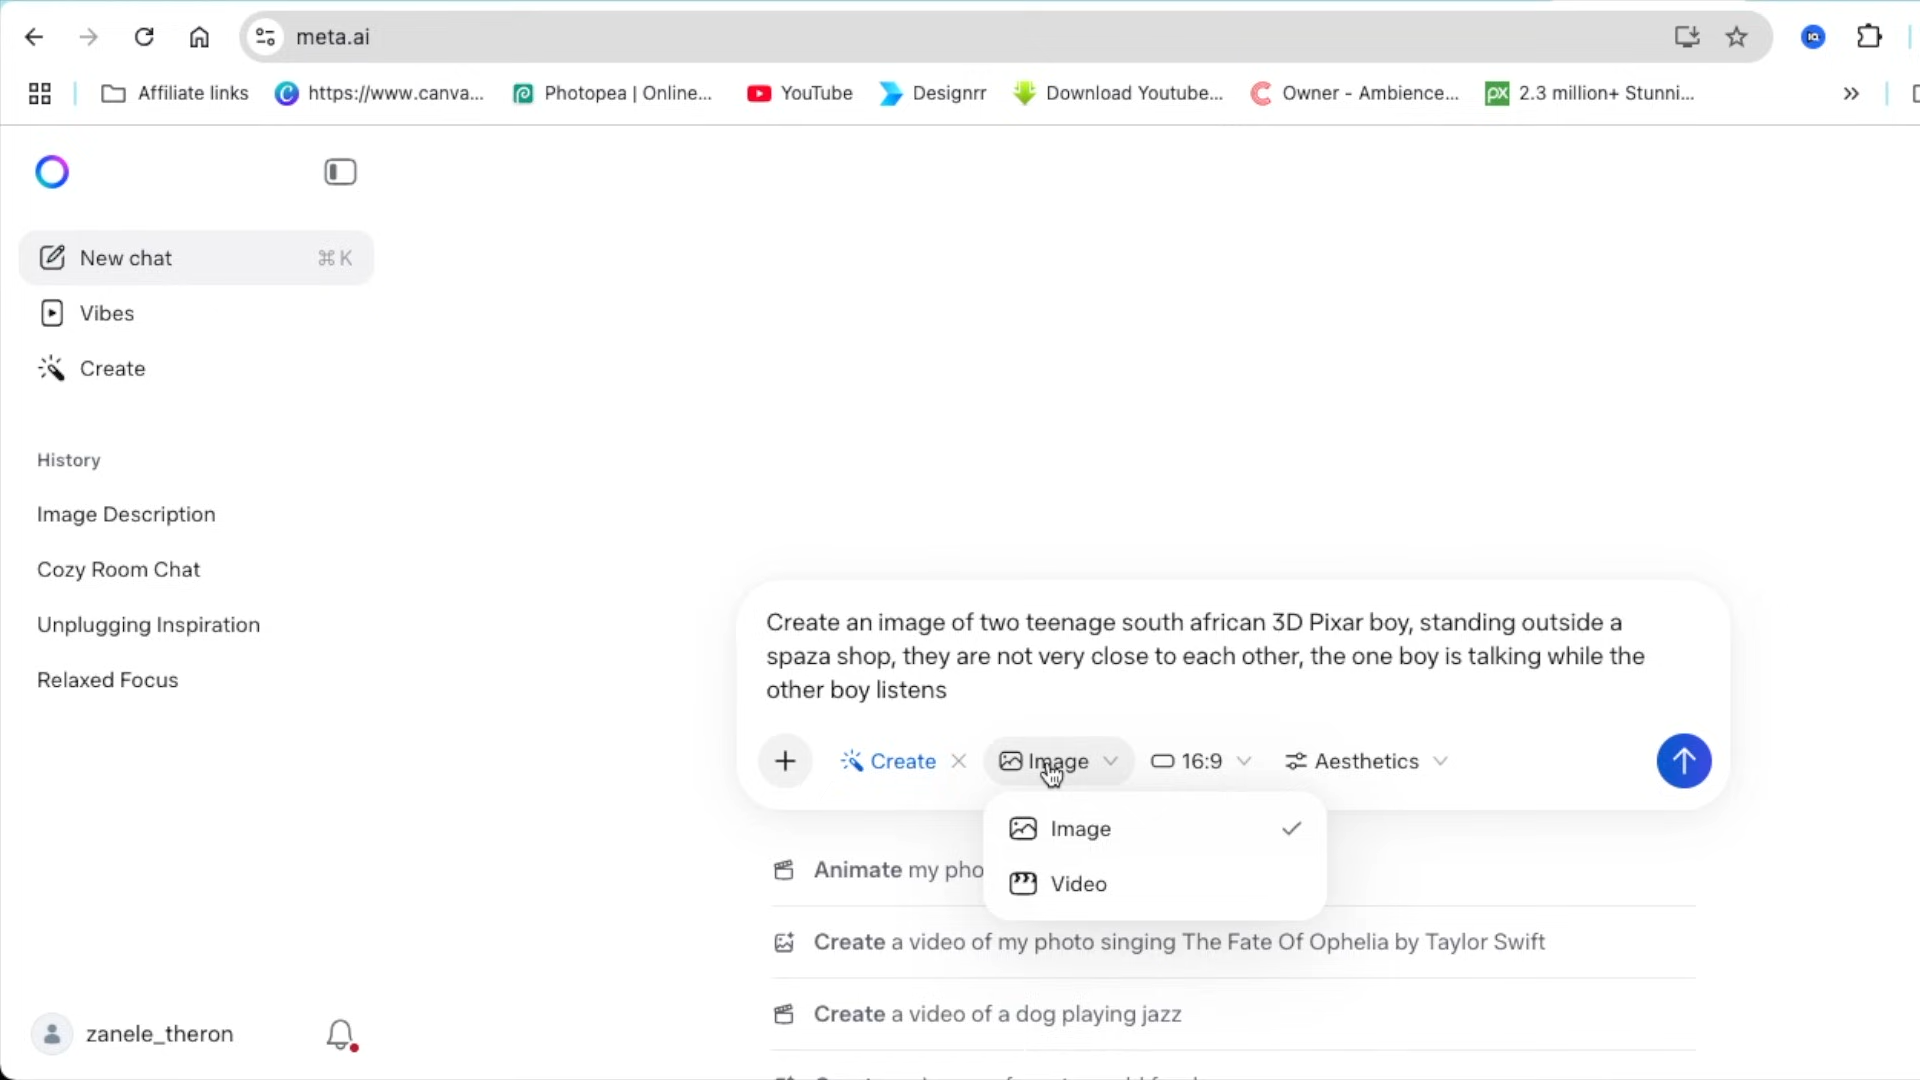 meta.ai
Affiliate links
https://www.canva...
Photopea | Online...
YouTube
Designrr
Download Youtube...
Owner - Ambience...
px
2.3 million+ Stunni...
New chat
⌘ K
Vibes
Create
History
Image Description
Cozy Room Chat
Unplugging Inspiration
Relaxed Focus
Create an image of two teenage south african 3D Pixar boy, standing outside a
spaza shop, they are not very close to each other, the one boy is talking while the
other boy listens
Create
Image
16:9
Aesthetics
Image
Video
Animate my pho
Create a video of my photo singing The Fate Of Ophelia by Taylor Swift
Create a video of a dog playing jazz
zanele_theron